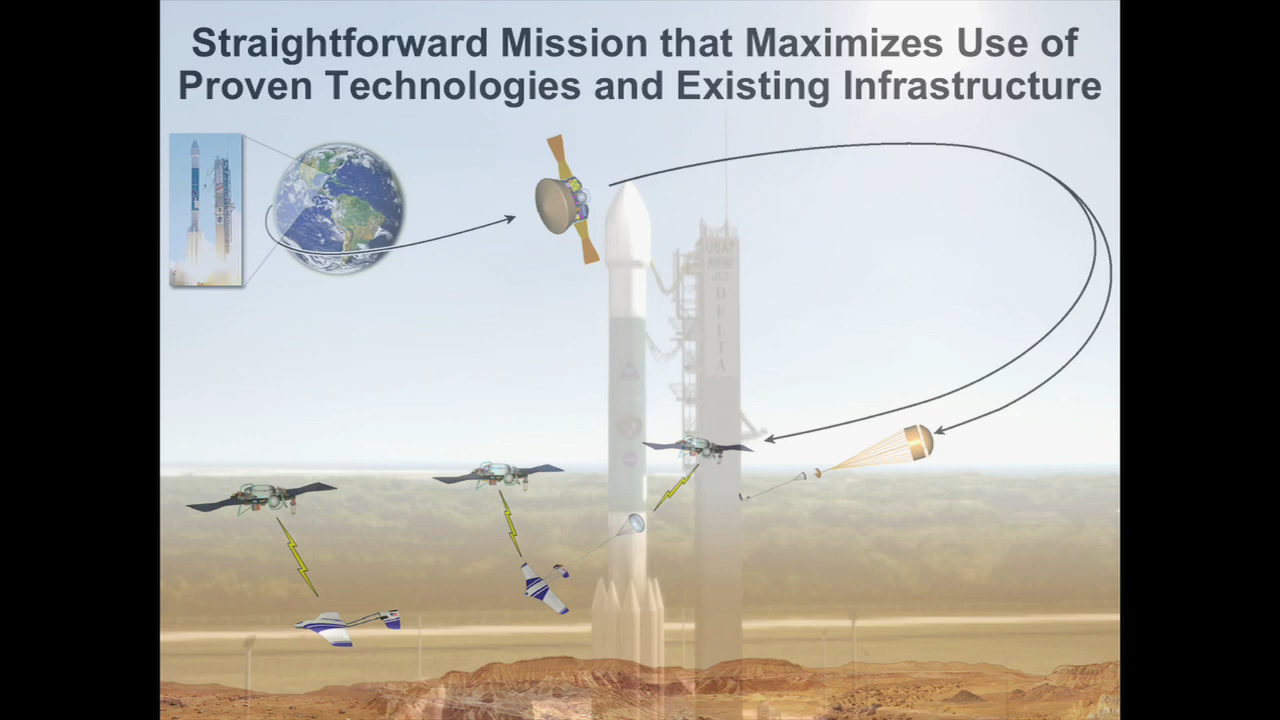 Straightforward Mission that Maximizes Use of
Proven Technologies and Existing Infrastructure
DELTA